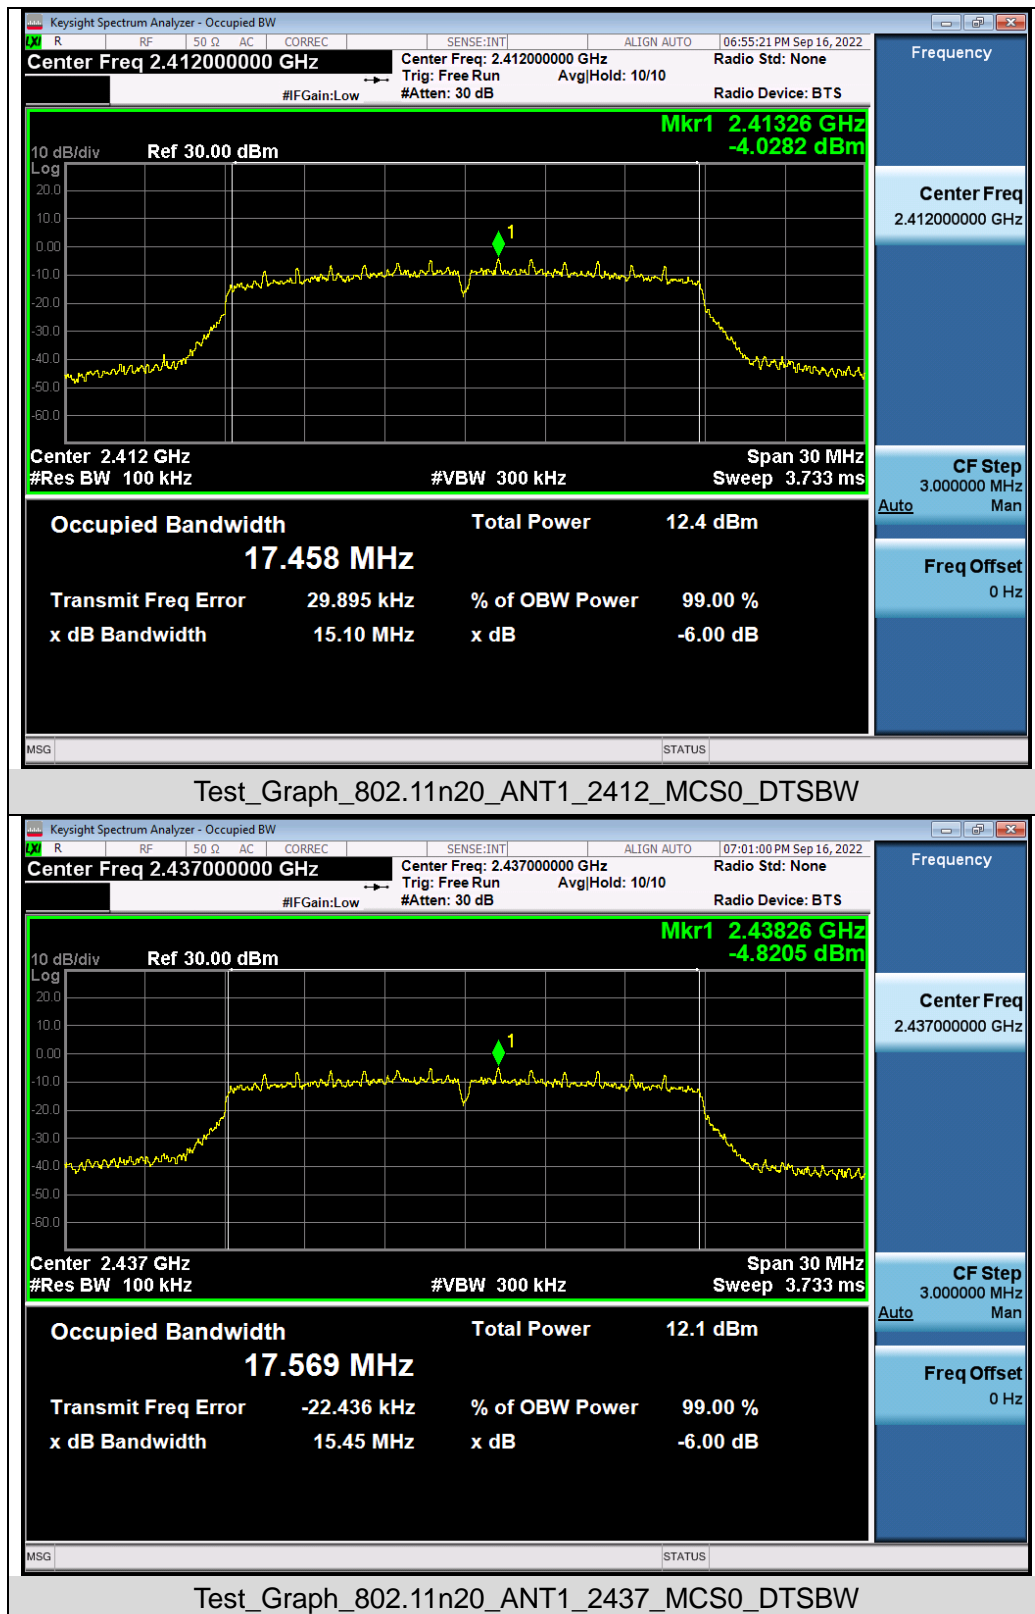 Keysight Spectrum Analyzer - Occupied BW
LXI R RF 50 Ω AC CORREC SENSE:INT ALIGN AUTO 06:55:21 PM Sep 16, 2022
Center Freq 2.412000000 GHz Center Freq: 2.412000000 GHz Radio Std: None Frequency
Trig: Free Run Avg|Hold: 10/10
#IFGain:Low #Atten: 30 dB Radio Device: BTS
Mkr1 2.41326 GHz
-4.0282 dBm
10 dB/div Ref 30.00 dBm
Log
20.0
10.0
0.00
-10.0
-20.0
-30.0
-40.0
-50.0
-60.0
1
Center Freq
2.412000000 GHz
Center 2.412 GHz Span 30 MHz
#Res BW 100 kHz #VBW 300 kHz Sweep 3.733 ms
CF Step
3.000000 MHz
Auto Man
Occupied Bandwidth Total Power 12.4 dBm
17.458 MHz
Freq Offset
0 Hz
Transmit Freq Error 29.895 kHz % of OBW Power 99.00 %
x dB Bandwidth 15.10 MHz x dB -6.00 dB
MSG STATUS
Test_Graph_802.11n20_ANT1_2412_MCS0_DTSBW
Keysight Spectrum Analyzer - Occupied BW
LXI R RF 50 Ω AC CORREC SENSE:INT ALIGN AUTO 07:01:00 PM Sep 16, 2022
Center Freq 2.437000000 GHz Center Freq: 2.437000000 GHz Radio Std: None Frequency
Trig: Free Run Avg|Hold: 10/10
#IFGain:Low #Atten: 30 dB Radio Device: BTS
Mkr1 2.43826 GHz
-4.8205 dBm
10 dB/div Ref 30.00 dBm
Log
20.0
10.0
0.00
-10.0
-20.0
-30.0
-40.0
-50.0
-60.0
1
Center Freq
2.437000000 GHz
Center 2.437 GHz Span 30 MHz
#Res BW 100 kHz #VBW 300 kHz Sweep 3.733 ms
CF Step
3.000000 MHz
Auto Man
Occupied Bandwidth Total Power 12.1 dBm
17.569 MHz
Freq Offset
0 Hz
Transmit Freq Error -22.436 kHz % of OBW Power 99.00 %
x dB Bandwidth 15.45 MHz x dB -6.00 dB
MSG STATUS
Test_Graph_802.11n20_ANT1_2437_MCS0_DTSBW